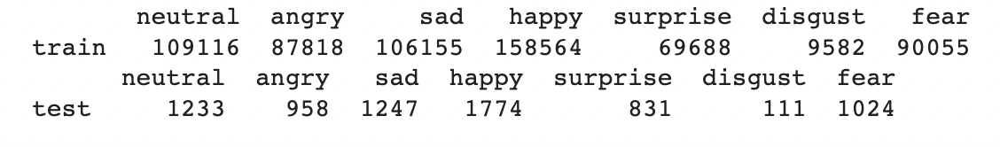 neutral angry sad happy surprise disgust fear
train 109116 87818 106155 158564 69688 9582 90055
neutral angry sad happy surprise disgust fear
test 1233 958 1247 1774 831 111 1024